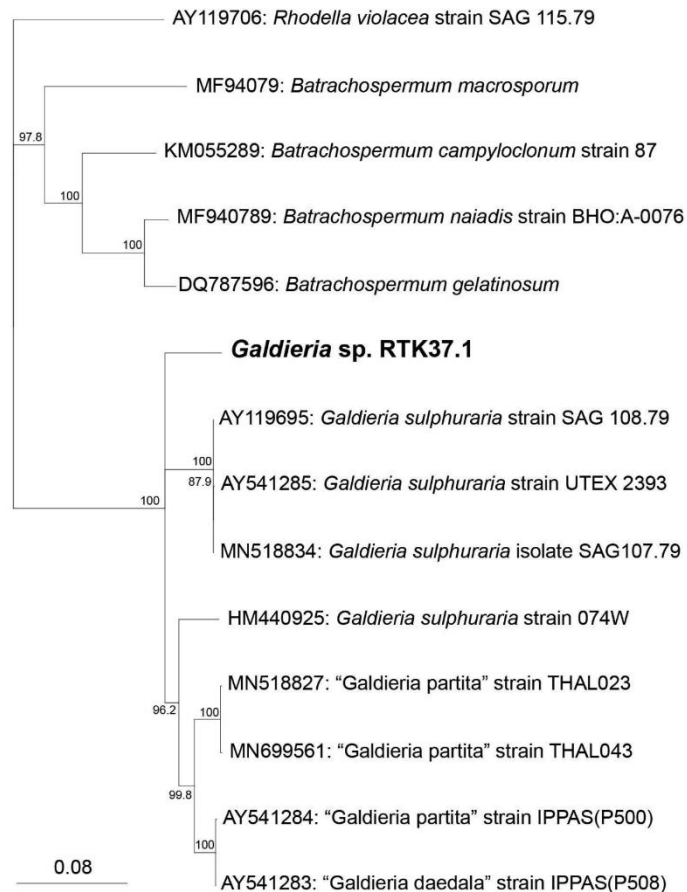 AY119706: Rhodella violacea strain SAG 115.79
MF94079: Batrachospermum macrosporum
97.8
KM055289: Batrachospermum campyloclonum strain 87
100
MF940789: Batrachospermum naiadis strain BHO:A-0076
100
DQ787596: Batrachospermum gelatinosum
Galdieria sp. RTK37.1
AY119695: Galdieria sulphuraria strain SAG 108.79
100
87.9
AY541285: Galdieria sulphuraria strain UTEX 2393
100
MN518834: Galdieria sulphuraria isolate SAG107.79
HM440925: Galdieria sulphuraria strain 074W
MN518827: “Galdieria partita” strain THAL023
96.2
100
MN699561: “Galdieria partita” strain THAL043
99.8
AY541284: “Galdieria partita” strain IPPAS(P500)
100
0.08
AY541283: “Galdieria daedala” strain IPPAS(P508)